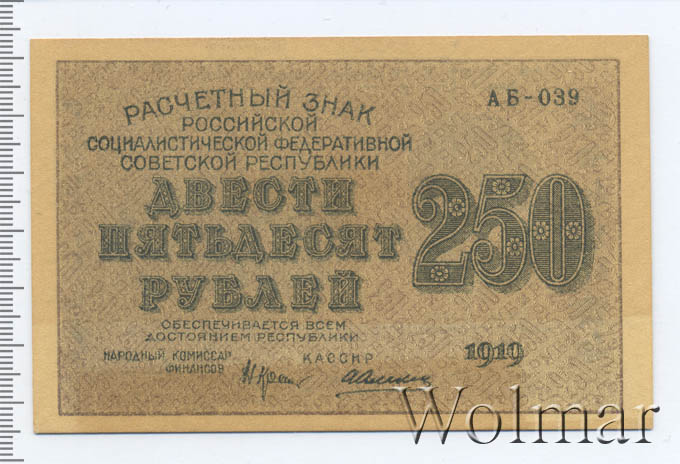 РАСЧЕТНЫЙ ЗНАК
РОССИЙСКОЙ
СОЦИАЛИСТИЧЕСКОЙ ФЕДЕРАТИВНОЙ
СОВЕТСКОЙ РЕСПУБЛИКИ
АБ-039
ДВЕСТИ
ПЯТЬДЕСЯТ
РУБЛЕЙ
250
ОБЕСПЕЧИВАЕТСЯ ВСЕМ
ДОСТОЯНИЕМ РЕСПУБЛИКИ
НАРОДНЫЙ КОМИССАР
ФИНАНСОВ
КАССИР
1919
Wolmar